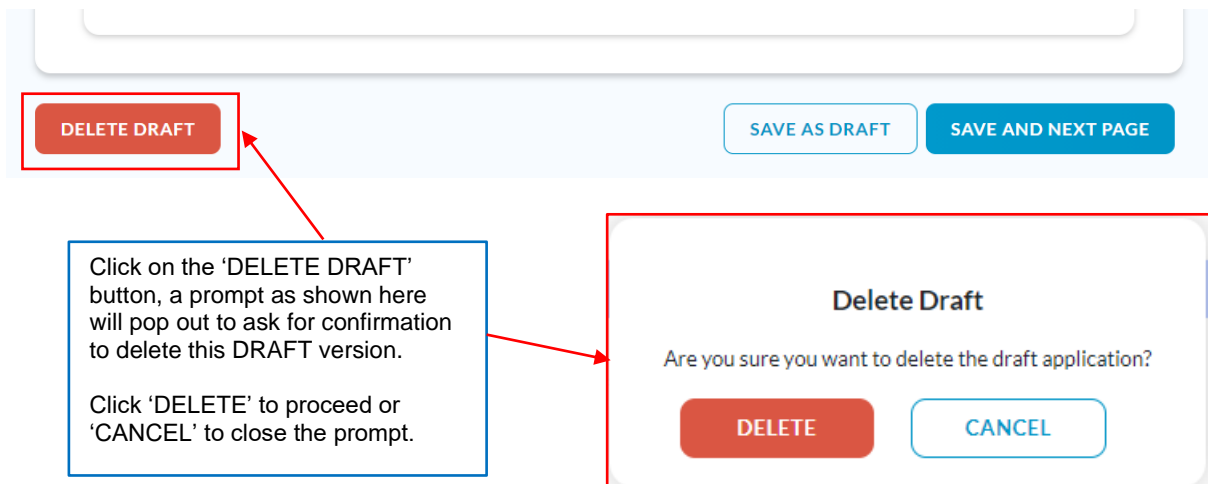 DELETE DRAFT
SAVE AS DRAFT
SAVE AND NEXT PAGE
Click on the ‘DELETE DRAFT’
button, a prompt as shown here
will pop out to ask for confirmation
to delete this DRAFT version.
Click ‘DELETE’ to proceed or
‘CANCEL’ to close the prompt.
Delete Draft
Are you sure you want to delete the draft application?
DELETE
CANCEL